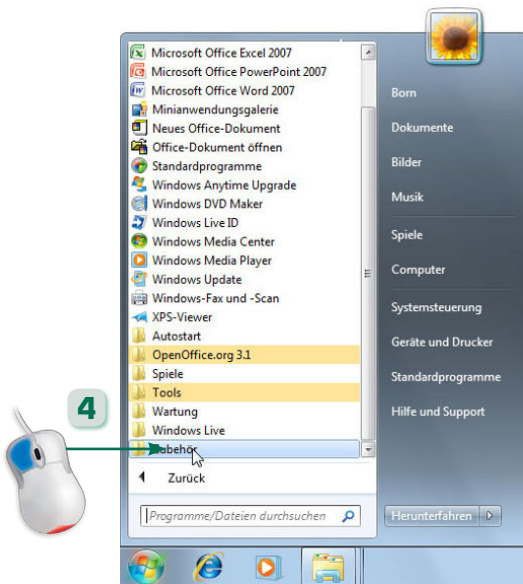 Microsoft Office Excel 2007
Microsoft Office PowerPoint 2007
Microsoft Office Word 2007
Minianwendungsgalerie
Neues Office-Dokument
Office-Dokument öffnen
Standardprogramme
Windows Anytime Upgrade
Windows DVD Maker
Windows Live ID
Windows Media Center
Windows Media Player
Windows Update
Windows-Fax und -Scan
XPS-Viewer
Autostart
OpenOffice.org 3.1
Spiele
Tools
Wartung
Windows Live
Zubehör
Zurück
Programme/Dateien durchsuchen
Born
Dokumente
Bilder
Musik
Spiele
Computer
Systemsteuerung
Geräte und Drucker
Standardprogramme
Hilfe und Support
Herunterfahren
4